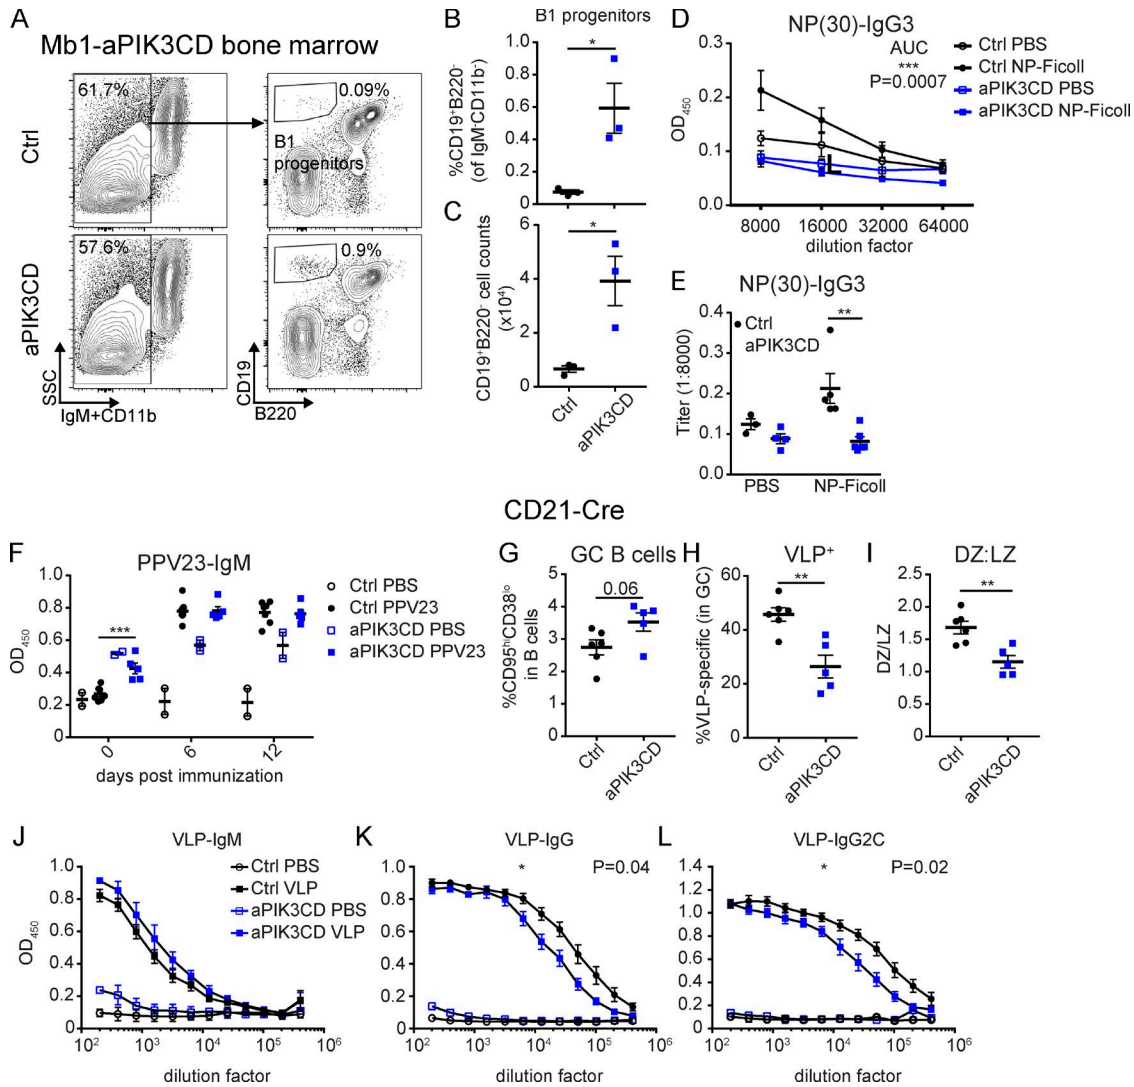 A
Mb1-aPIK3CD bone marrow
61.7%
0.09%
B1
progenitors
Ctrl
57.6%
0.9%
aPIK3CD
SSC
IgM+CD11b
CD19
B220
B
B1 progenitors
*
%CD19+B220-
(of IgM-CD11b-)
1.0
0.8
0.6
0.4
0.2
0.0
C
*
CD19+B220- cell counts
(x10⁴)
6
4
2
0
Ctrl
aPIK3CD
D
NP(30)-IgG3
AUC
***
P=0.0007
Ctrl PBS
Ctrl NP-Ficoll
aPIK3CD PBS
aPIK3CD NP-Ficoll
OD450
0.3
0.2
0.1
0.0
8000
16000
32000
64000
dilution factor
E
NP(30)-IgG3
Ctrl
aPIK3CD
**
Titer (1:8000)
0.4
0.3
0.2
0.1
0.0
PBS
NP-Ficoll
CD21-Cre
F
PPV23-IgM
Ctrl PBS
Ctrl PPV23
aPIK3CD PBS
aPIK3CD PPV23
***
OD450
1.0
0.8
0.6
0.4
0.2
0.0
0
6
12
days post immunization
G
GC B cells
0.06
%CD95hiCD38lo
in B cells
5
4
3
2
1
0
Ctrl
aPIK3CD
H
VLP+
**
%VLP-specific (in GC)
60
40
20
0
Ctrl
aPIK3CD
I
DZ:LZ
**
DZ/LZ
2.5
2.0
1.5
1.0
0.5
0.0
Ctrl
aPIK3CD
J
VLP-IgM
Ctrl PBS
Ctrl VLP
aPIK3CD PBS
aPIK3CD VLP
OD450
1.0
0.8
0.6
0.4
0.2
0.0
10² 10³ 10⁴ 10⁵ 10⁶
dilution factor
K
VLP-IgG
*
P=0.04
1.0
0.8
0.6
0.4
0.2
0.0
10² 10³ 10⁴ 10⁵ 10⁶
dilution factor
L
VLP-IgG2C
*
P=0.02
1.4
1.2
1.0
0.8
0.6
0.4
0.2
0.0
10² 10³ 10⁴ 10⁵ 10⁶
dilution factor